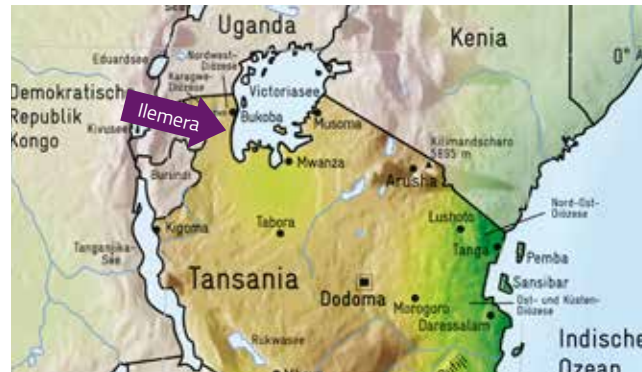 Uganda
Kenia
0°
Eduardsee
Nordwest-
Diözese
Karagwe-
Diözese
Victoriasee
Demokratische
Republik
Kongo
Ilemera
Bukoba
Musoma
Kivusee
Kilimandscharo
5895 m
Mwanza
Arusha
Burundi
Nord-Ost-
Diözese
Kigoma
Tabora
Lushoto
Tanga
Tanganjika-
See
Pemba
Tansania
Sansibar
Dodoma
Morogoro
Ost- und Küsten-
Diözese
Daressalam
Rukwasee
Indische
Ozean